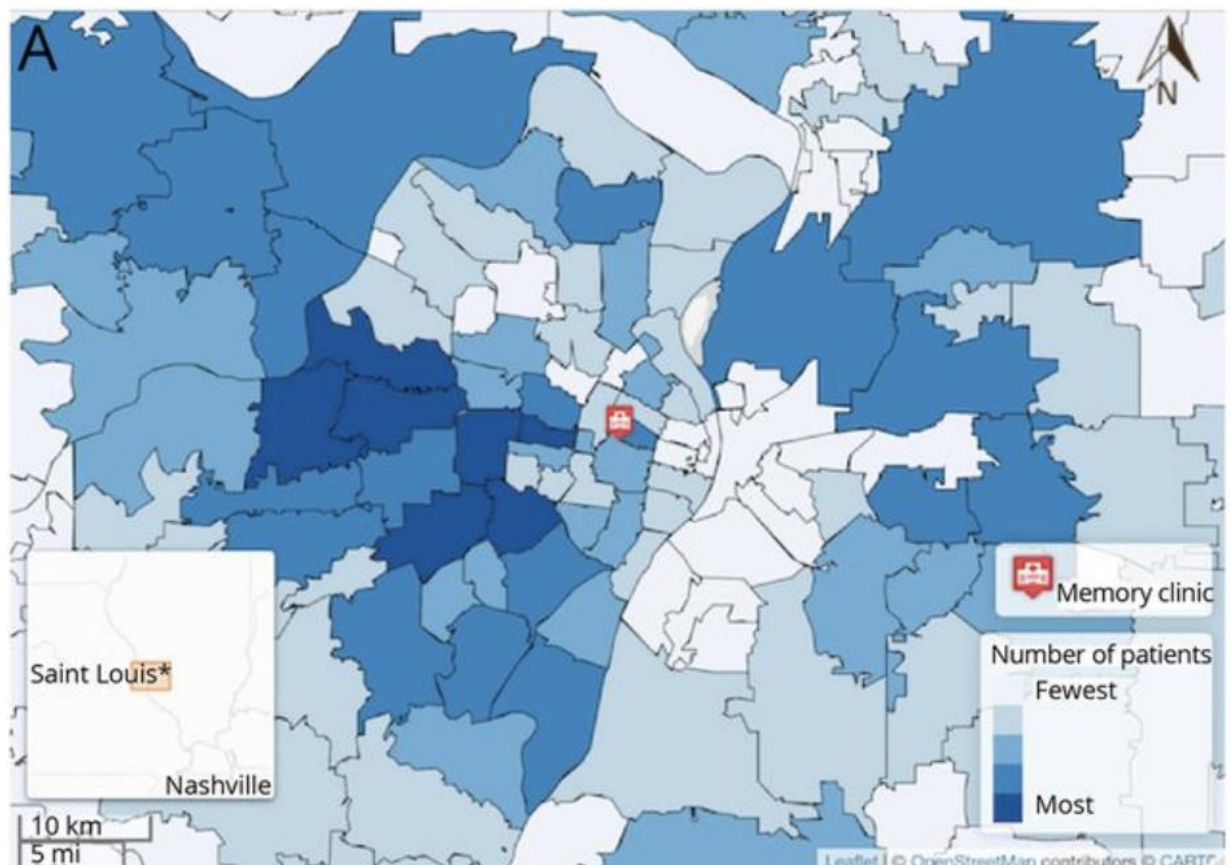 A
N
Saint Louis*
Nashville
Memory clinic
Number of patients
Fewest
Most
10 km
5 mi
Leaflet | © OpenStreetMap contributors © CARTO